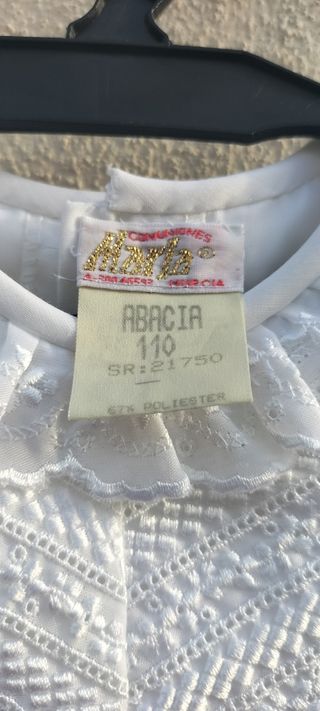 COMUNIONES
Marla
MURCIA
ABACIA
110
SR:21750
67% POLIESTER